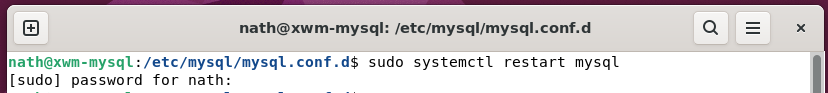 nath@xwm-mysql: /etc/mysql/mysql.conf.d
nath@xwm-mysql:/etc/mysql/mysql.conf.d$ sudo systemctl restart mysql
[sudo] password for nath: